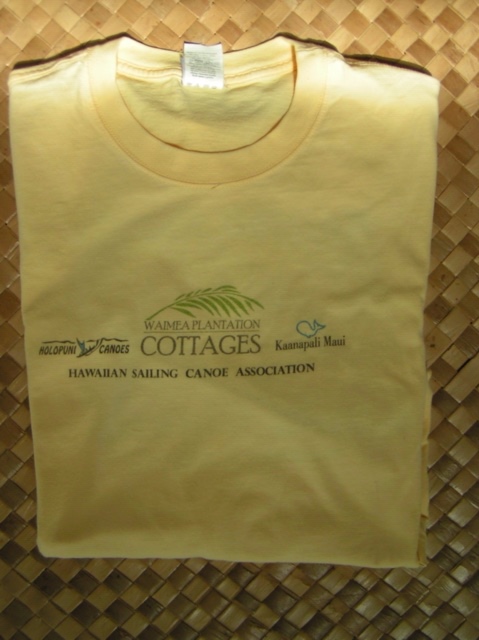 WAIMEA PLANTATION
COTTAGES
HOLOPUNI CANOES
Kaanapali Maui
HAWAIIAN SAILING CANOE ASSOCIATION